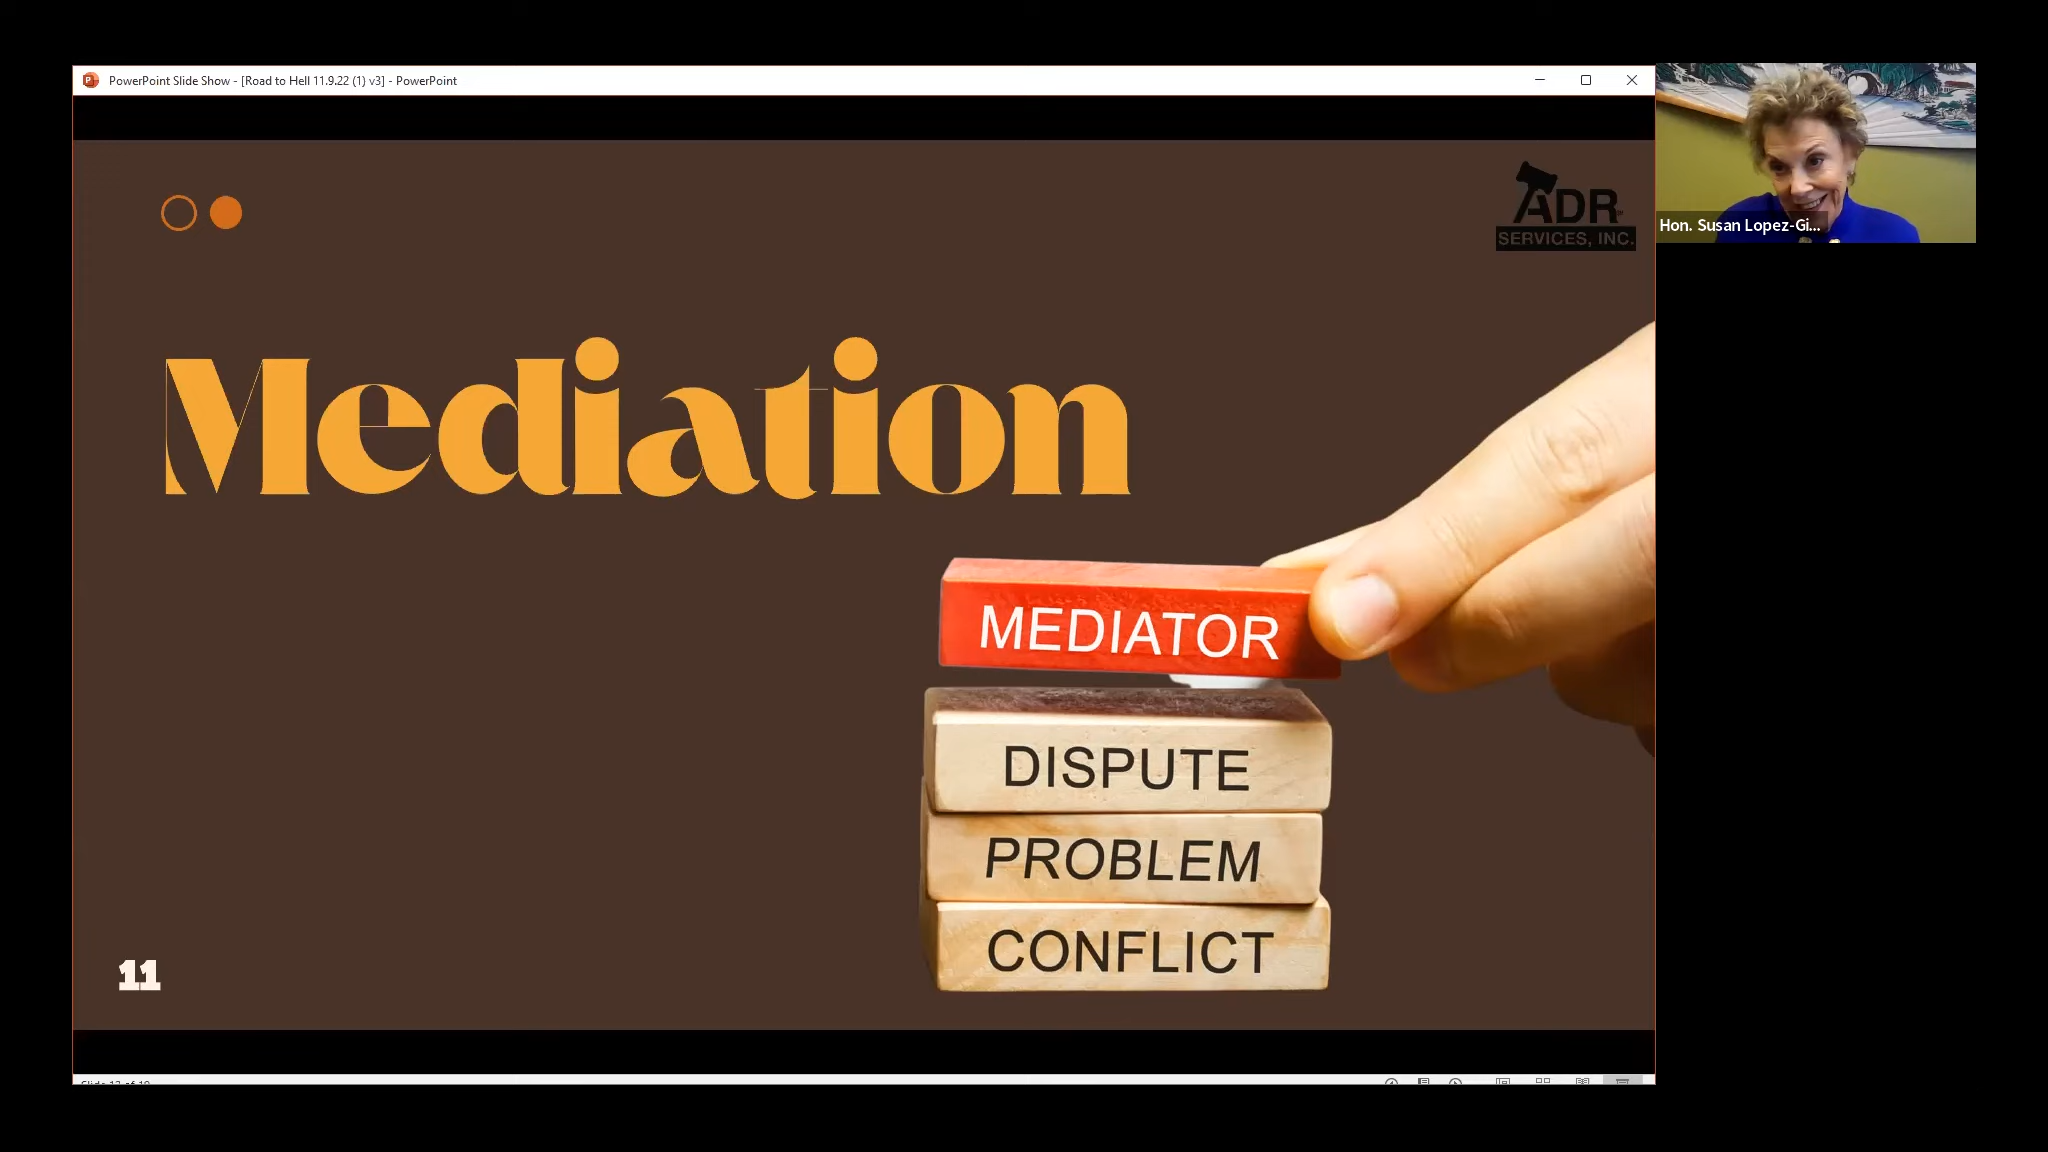 PowerPoint Slide Show - [Road to Hell 11.9.22 (1) v3] - PowerPoint
ADR
SERVICES, INC.
Hon. Susan Lopez-Gi...
Mediation
MEDIATOR
DISPUTE
PROBLEM
CONFLICT
11